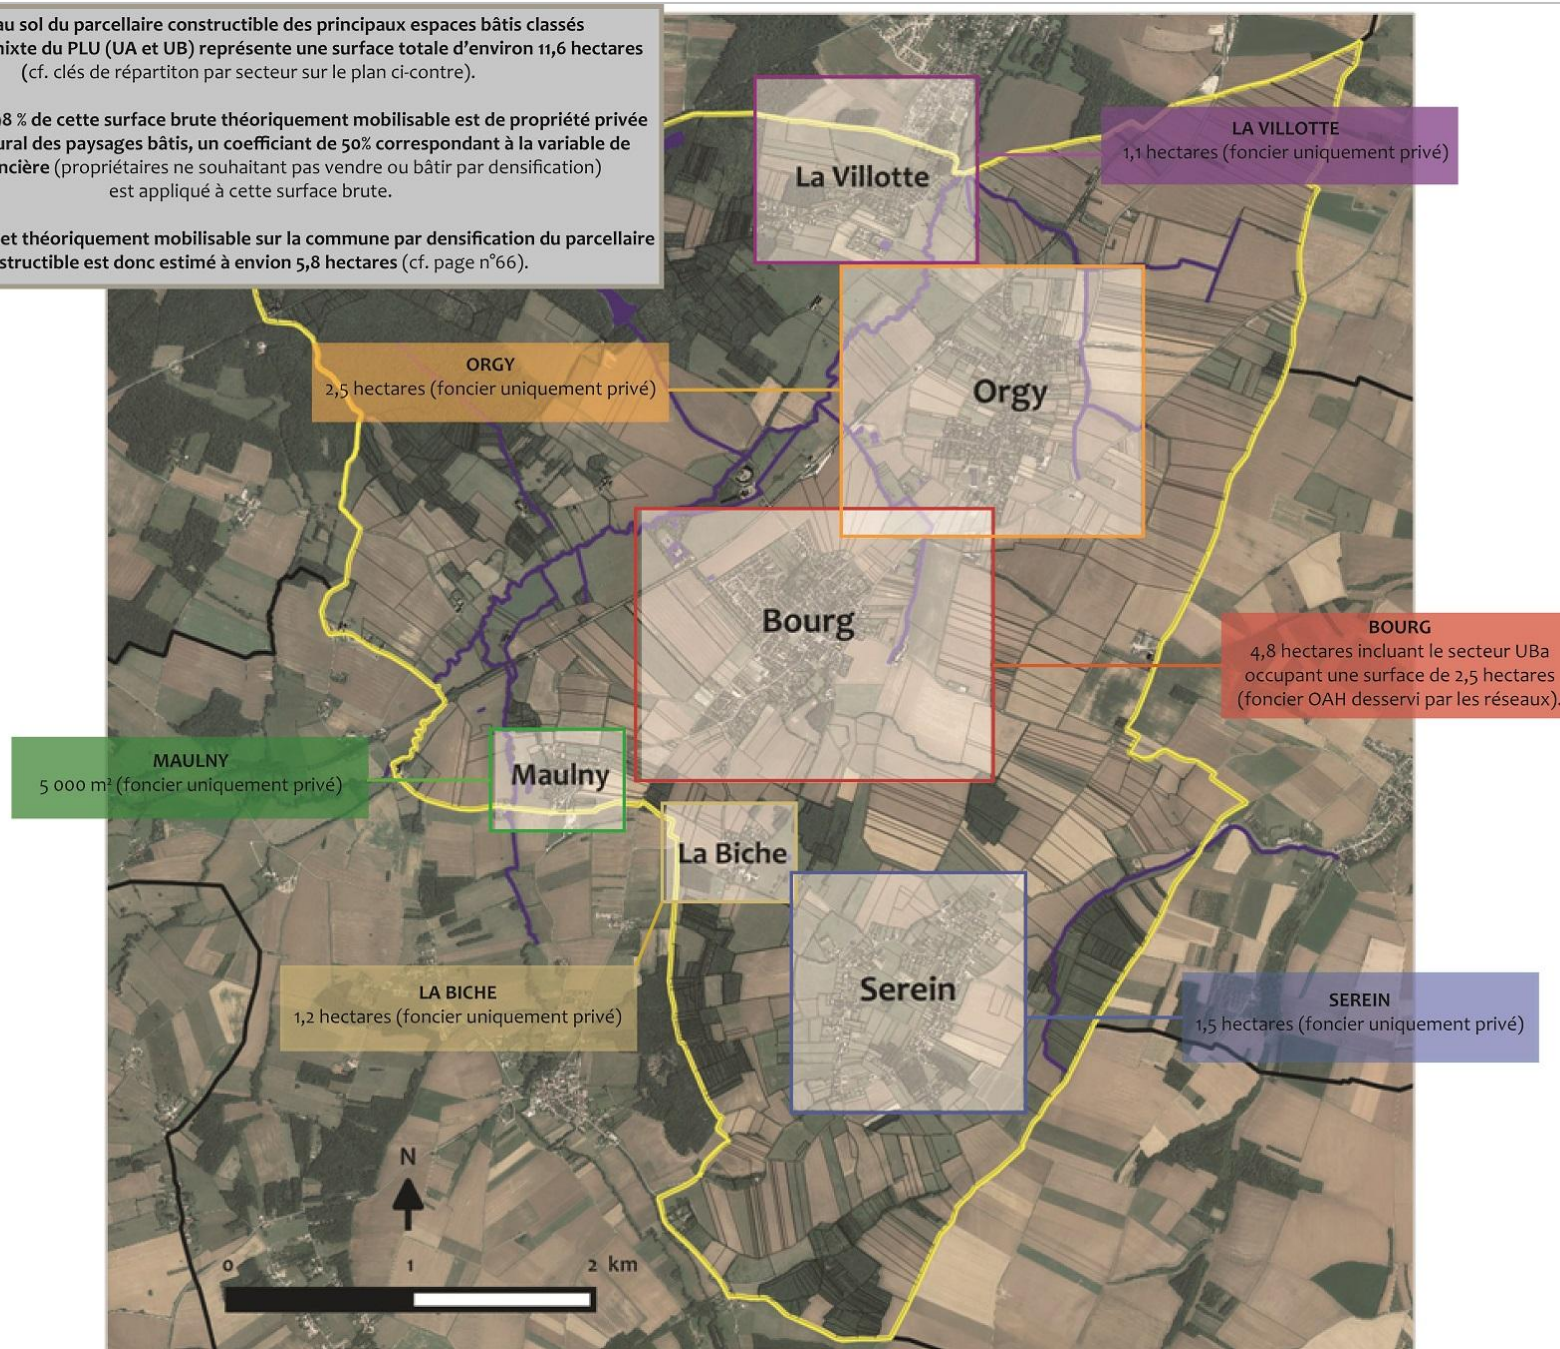 au sol du parcellaire constructible des principaux espaces bâtis classés
mixte du PLU (UA et UB) représente une surface totale d'environ 11,6 hectares
(cf. clés de répartiton par secteur sur le plan ci-contre).
98 % de cette surface brute théoriquement mobilisable est de propriété privée
ural des paysages bâtis, un coefficiant de 50% correspondant à la variable de
ncière (propriétaires ne souhaitant pas vendre ou bâtir par densification)
est appliqué à cette surface brute.
et théoriquement mobilisable sur la commune par densification du parcellaire
structible est donc estimé à envion 5,8 hectares (cf. page n°66).
LA VILLOTTE
1,1 hectares (foncier uniquement privé)
La Villotte
ORGY
2,5 hectares (foncier uniquement privé)
Orgy
Bourg
BOURG
4,8 hectares incluant le secteur UBa
occupant une surface de 2,5 hectares
(foncier OAH desservi par les réseaux).
MAULNY
5 000 m² (foncier uniquement privé)
Maulny
La Biche
LA BICHE
1,2 hectares (foncier uniquement privé)
Serein
SEREIN
1,5 hectares (foncier uniquement privé)
N
0 1 2 km